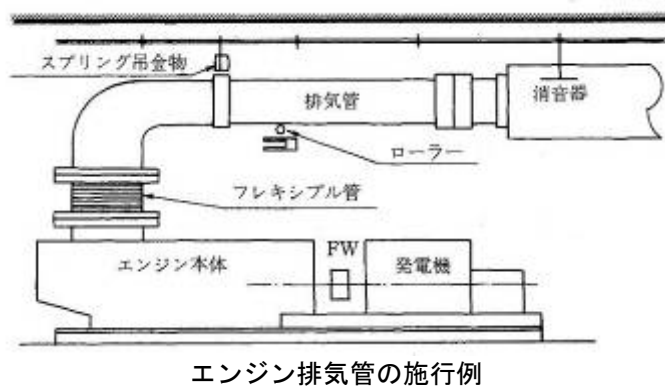 スプリング吊金物
排気管
消音器
ローラー
フレキシブル管
エンジン本体
FW
発電機
エンジン排気管の施行例